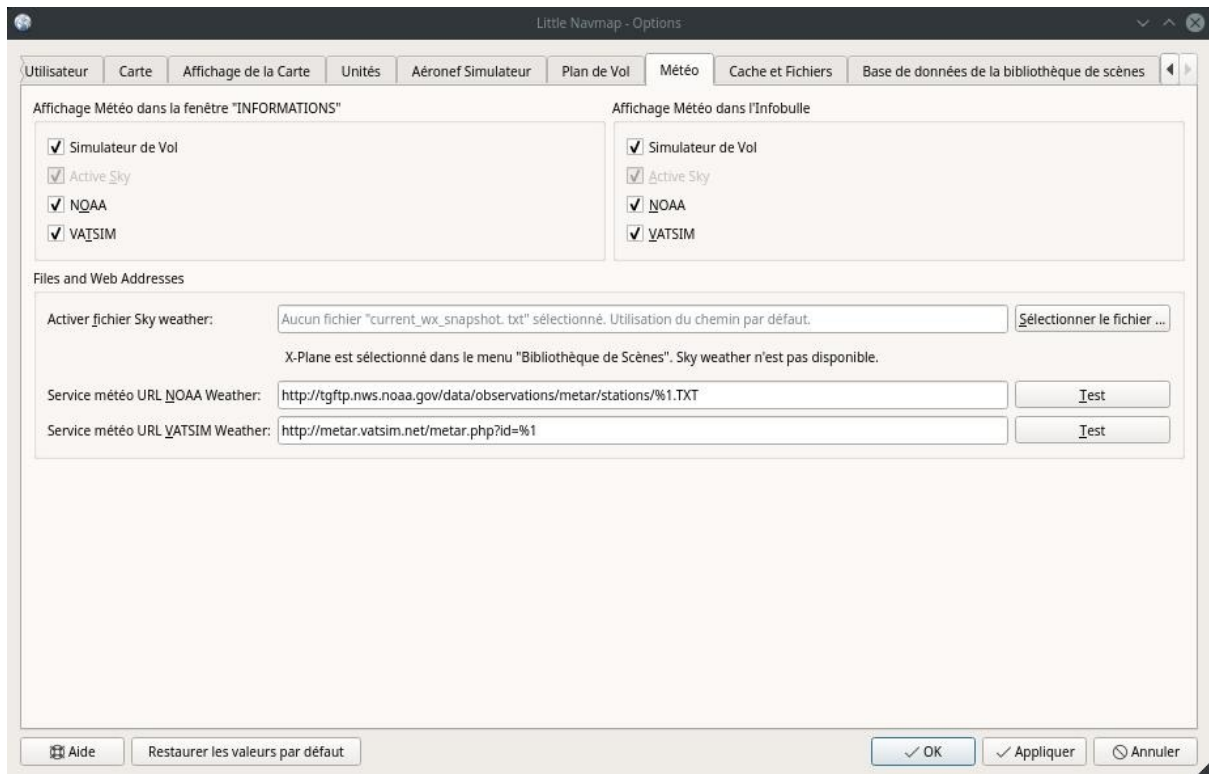 Little Navmap - Options
Utilisateur Carte Affichage de la Carte Unités Aéronef Simulateur Plan de Vol Météo Cache et Fichiers Base de données de la bibliothèque de scènes
Affichage Météo dans la fenêtre "INFORMATIONS" Affichage Météo dans l'Infobulle
Simulateur de Vol Simulateur de Vol
Active Sky Active Sky
NOAA NOAA
VATSIM VATSIM
Files and Web Addresses
Activer fichier Sky weather: Aucun fichier "current_wx_snapshot. txt" sélectionné. Utilisation du chemin par défaut. Sélectionner le fichier ...
X-Plane est sélectionné dans le menu "Bibliothèque de Scènes". Sky weather n'est pas disponible.
Service météo URL NOAA Weather: http://tgftp.nws.noaa.gov/data/observations/metar/stations/%1.TXT Test
Service météo URL VATSIM Weather: http://metar.vatsim.net/metar.php?id=%1 Test
Aide Restaurer les valeurs par défaut OK Appliquer Annuler